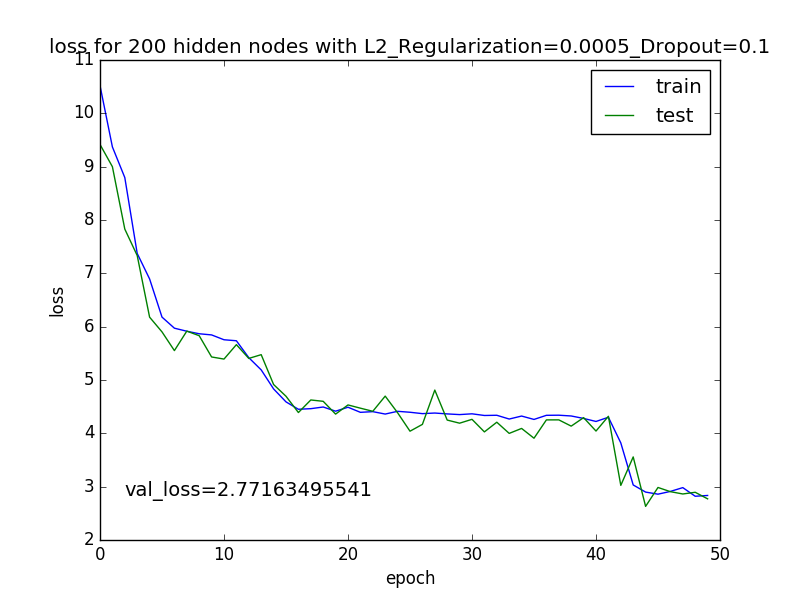 loss for 200 hidden nodes with L2_Regularization=0.0005_Dropout=0.1
11
10
9
8
7
6
5
4
3
2
loss
train
test
val_loss=2.77163495541
0 10 20 30 40 50
epoch